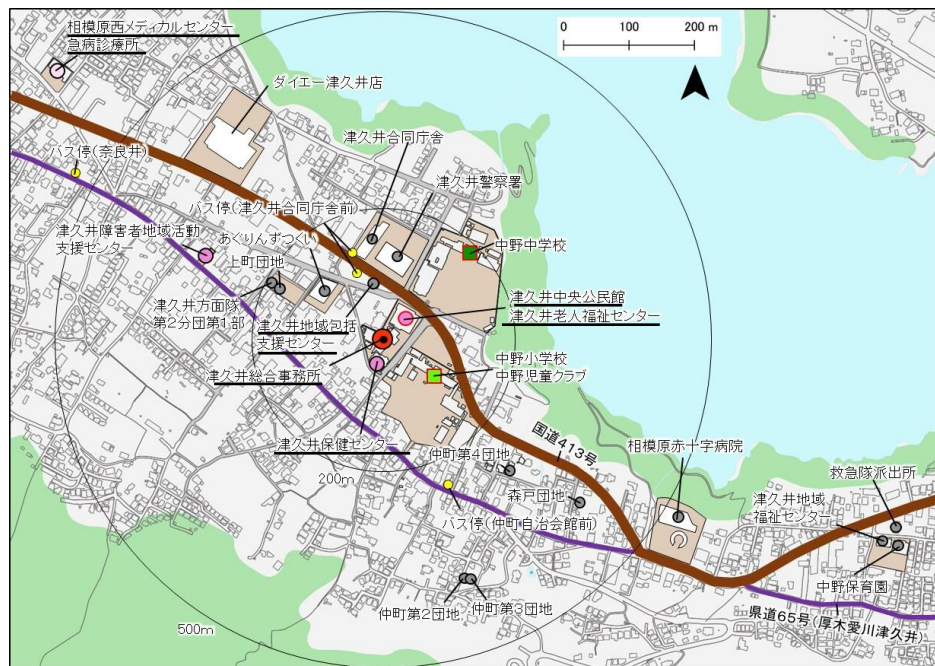 相模原西メディカルセンター
急病診療所
0 100 200 m
ダイエー津久井店
津久井合同庁舎
バス停(奈良井)
津久井警察署
バス停(津久井合同庁舎前)
津久井障害者地域活動
支援センター
あぐりんずつくい
上町団地
中野中学校
津久井方面隊
第2分団第1部
津久井地域包括
支援センター
津久井中央公民館
津久井老人福祉センター
津久井総合事務所
中野小学校
中野児童クラブ
津久井保健センター
国道413号
仲町第4団地
相模原赤十字病院
200m
救急隊派出所
森戸団地
津久井地域
福祉センター
バス停(仲町自治会館前)
中野保育園
仲町第2団地
仲町第3団地
県道65号(厚木愛川津久井)
500m